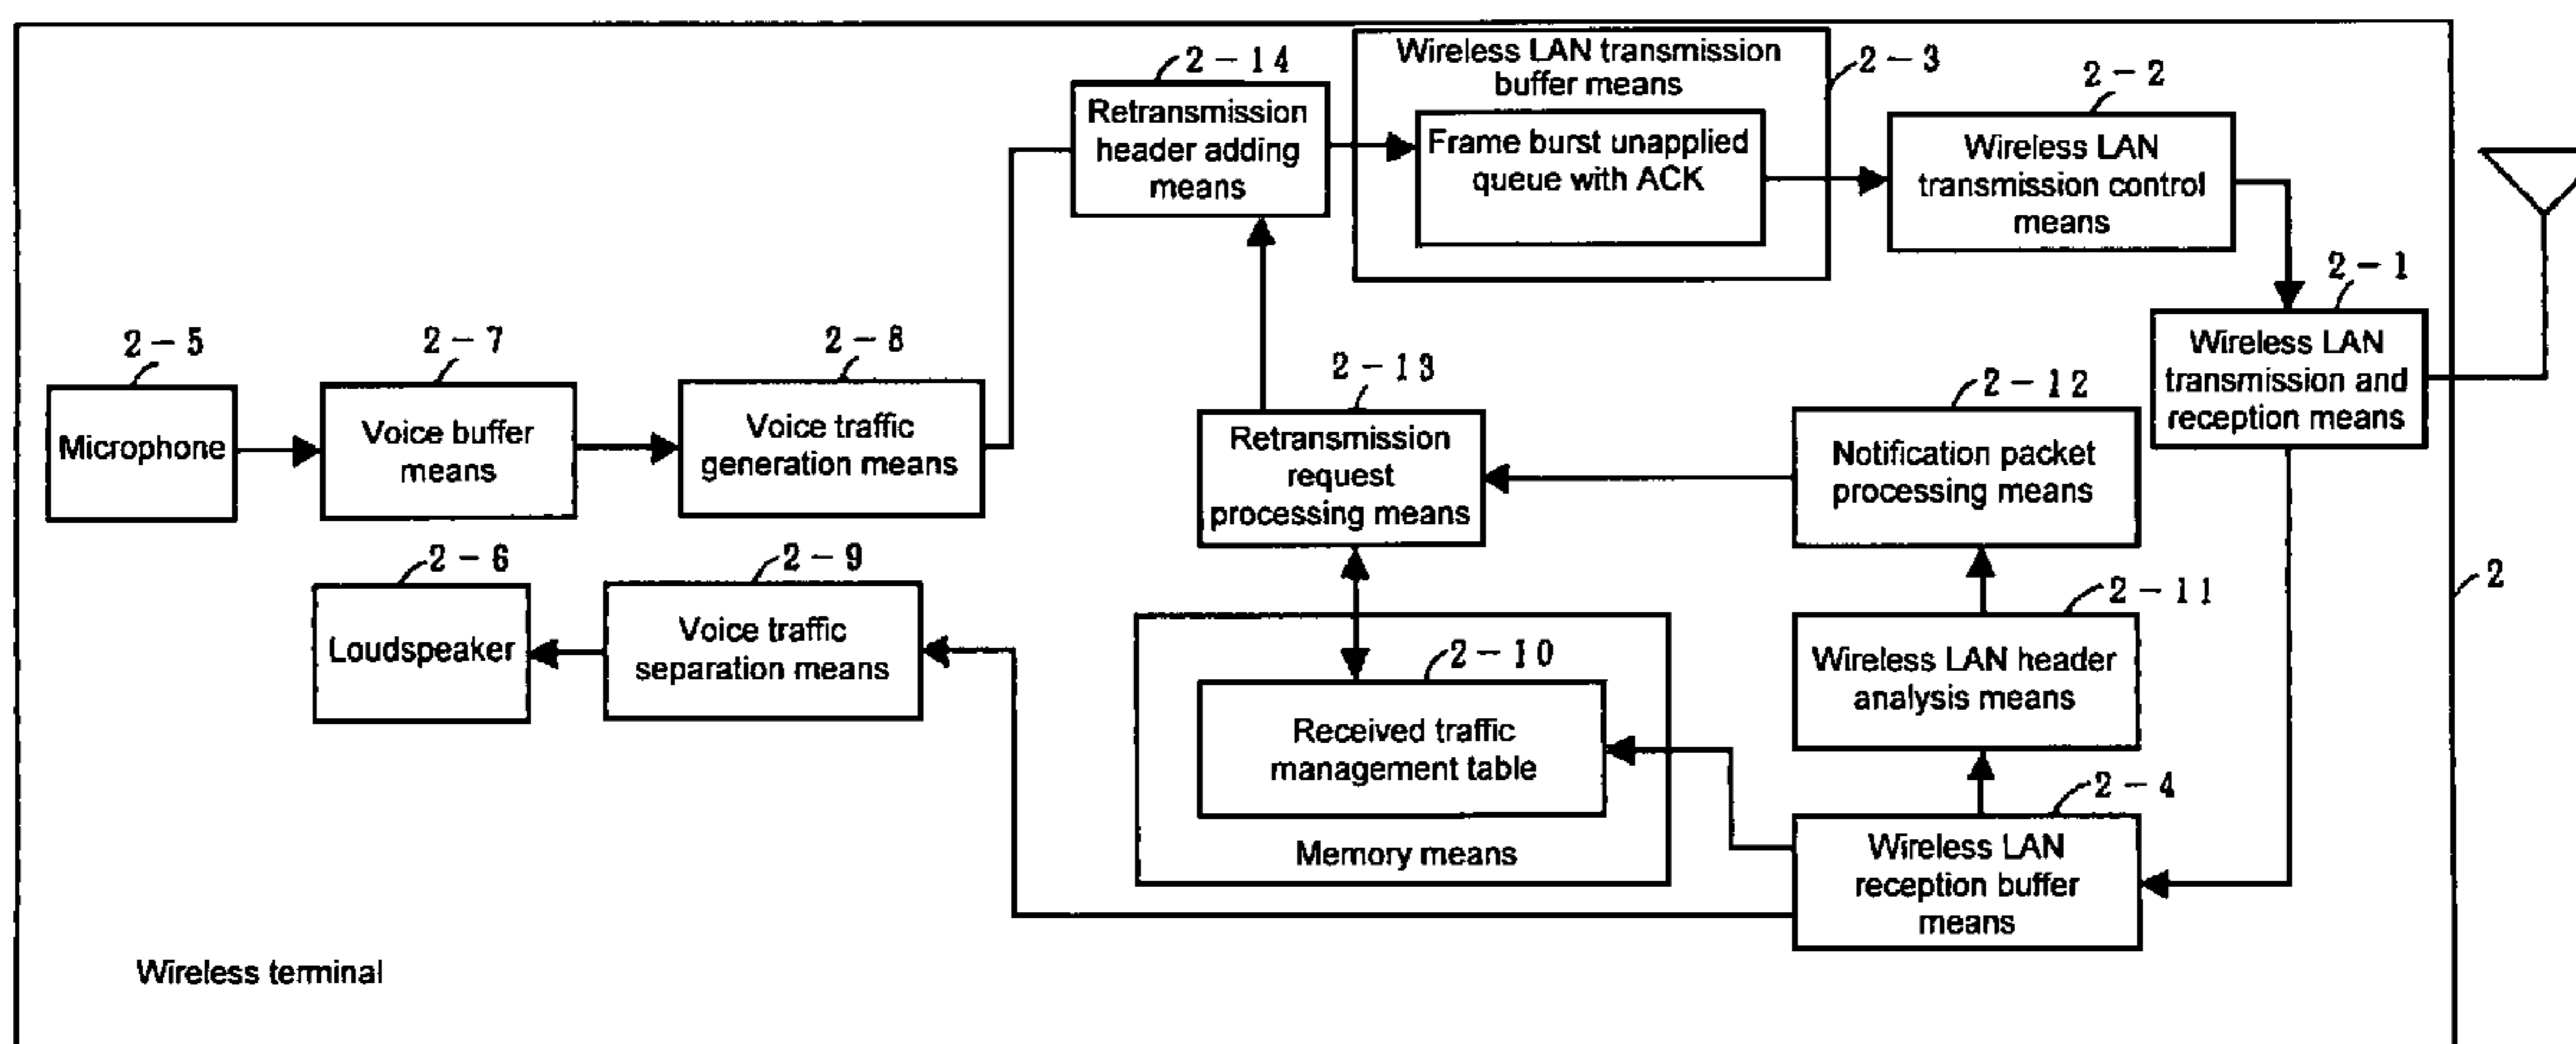 2-14
Retransmission
header adding
means
Wireless LAN transmission
buffer means
2-3
Frame burst unapplied
queue with ACK
2-2
Wireless LAN
transmission control
means
2-1
Wireless LAN
transmission and
reception means
2-5
Microphone
2-7
Voice buffer
means
2-8
Voice traffic
generation means
2-13
Retransmission
request
processing means
2-12
Notification packet
processing means
2-6
Loudspeaker
2-9
Voice traffic
separation means
2-10
Received traffic
management table
Memory means
2-11
Wireless LAN header
analysis means
2
2-4
Wireless LAN
reception buffer
means
Wireless terminal